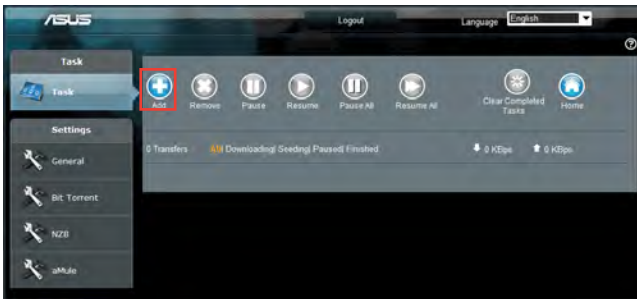 ASUS Logout Language English
Task
Task
Settings
General
Bit Torrent
NZB
aMule
Add Remove Pause Resume Pause All Resume All Clear Completed Tasks Home
0 Transfers All| Downloading| Seeding| Paused| Finished 0 KBps 0 KBps